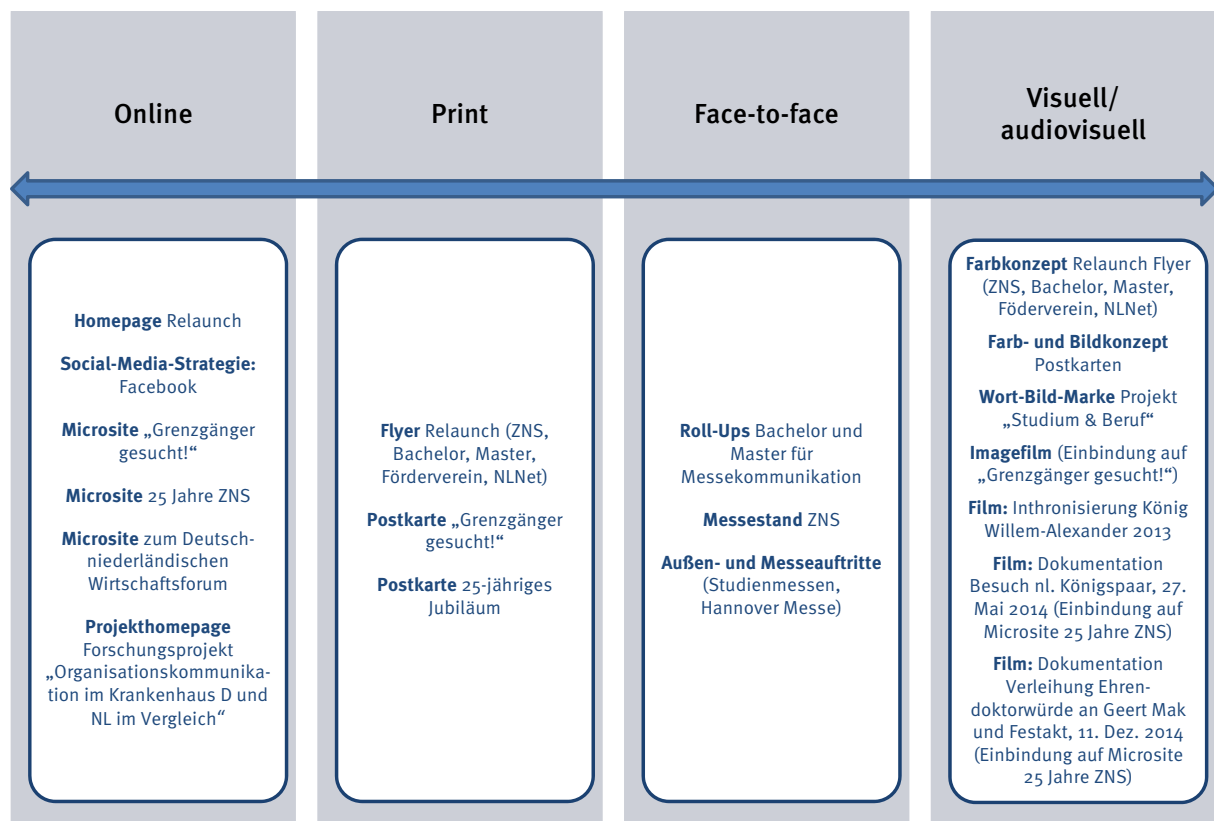 Online
Homepage Relaunch
Social-Media-Strategie:
Facebook
Microsite „Grenzgänger
gesucht!“
Microsite 25 Jahre ZNS
Microsite zum Deutsch-
niederländischen
Wirtschaftsforum
Projekthomepage
Forschungsprojekt
„Organisationskommunika-
tion im Krankenhaus D und
NL im Vergleich“
Print
Flyer Relaunch (ZNS,
Bachelor, Master,
Förderverein, NLNet)
Postkarte „Grenzgänger
gesucht!“
Postkarte 25-jähriges
Jubiläum
Face-to-face
Roll-Ups Bachelor und
Master für
Messekommunikation
Messestand ZNS
Außen- und Messeauftritte
(Studienmessen,
Hannover Messe)
Visuell/
audiovisuell
Farbkonzept Relaunch Flyer
(ZNS, Bachelor, Master,
Föderverein, NLNet)
Farb- und Bildkonzept
Postkarten
Wort-Bild-Marke Projekt
„Studium & Beruf“
Imagefilm (Einbindung auf
„Grenzgänger gesucht!“)
Film: Inthronisierung König
Willem-Alexander 2013
Film: Dokumentation
Besuch nl. Königspaar, 27.
Mai 2014 (Einbindung auf
Microsite 25 Jahre ZNS)
Film: Dokumentation
Verleihung Ehren-
doktorwürde an Geert Mak
und Festakt, 11. Dez. 2014
(Einbindung auf Microsite
25 Jahre ZNS)